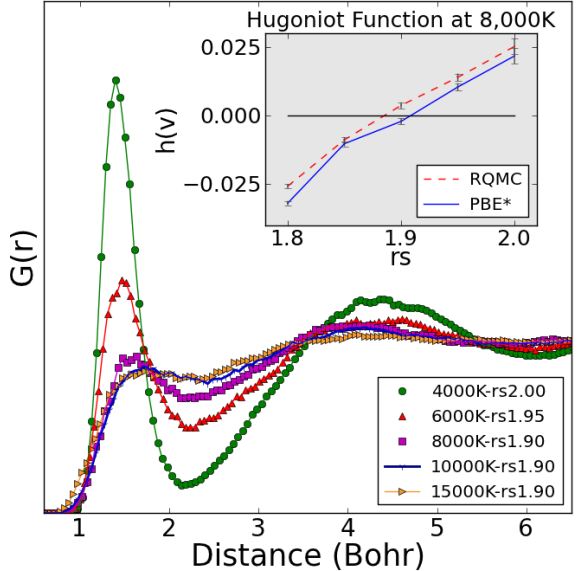 Hugoniot Function at 8,000K
0.025
0.000
−0.025
h(v)
1.8
1.9
2.0
rs
RQMC
PBE*
G(r)
4000K-rs2.00
6000K-rs1.95
8000K-rs1.90
10000K-rs1.90
15000K-rs1.90
1
2
3
4
5
6
Distance (Bohr)